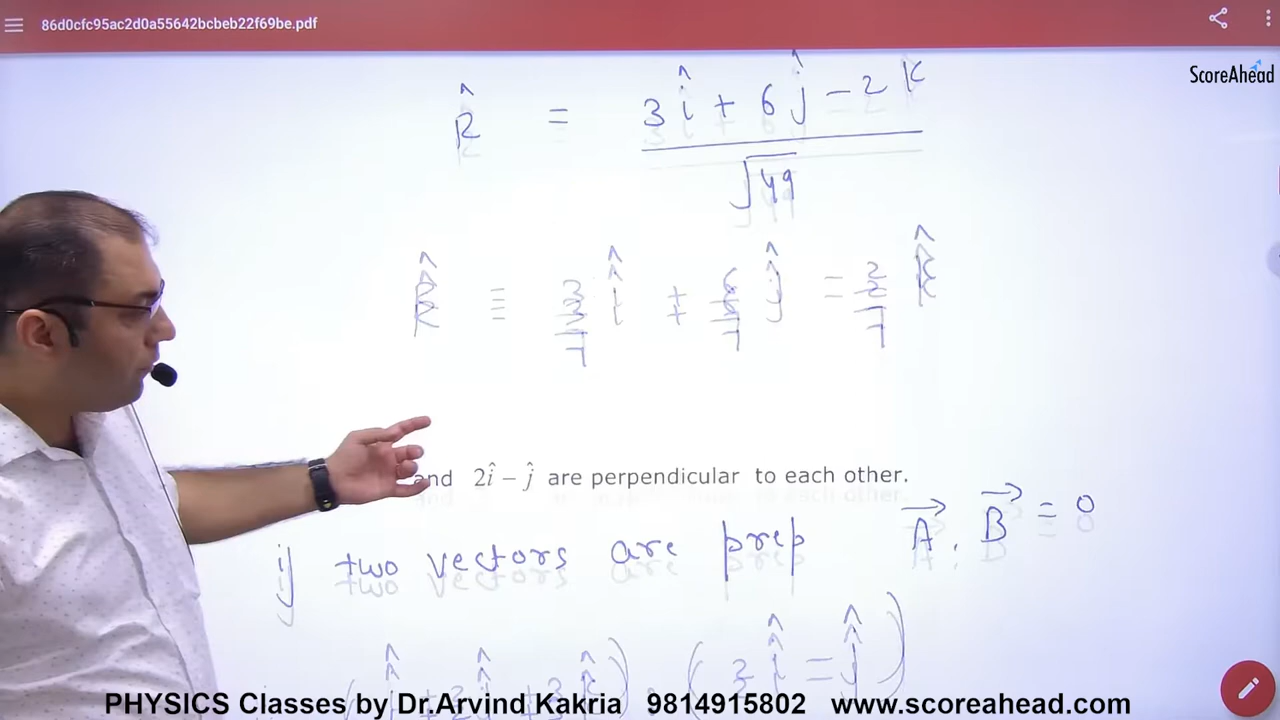 86d0cfc95ac2d0a55642bcbeb22f69be.pdf
ScoreAhead
R̂ = 3î + 6ĵ - 2K / √49
R̂ = 3/7 î + 6/7 ĵ - 2/7 K̂
and 2î – ĵ are perpendicular to each other.
if two vectors are prep A⃗ . B⃗ = 0
PHYSICS Classes by Dr.Arvind Kakria 9814915802 www.scoreahead.com